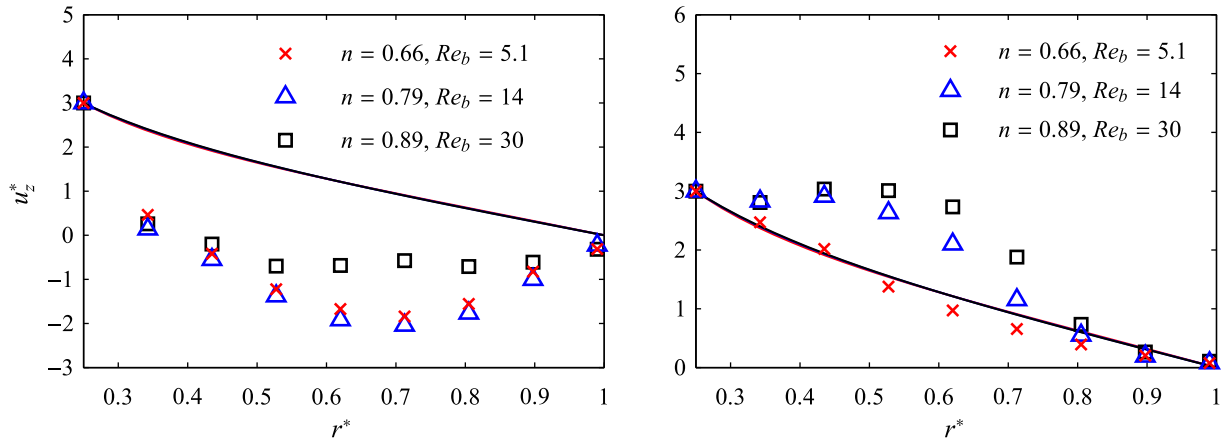 5
4
3
2
1
0
−1
−2
−3
u*z
n = 0.66, Reb = 5.1
n = 0.79, Reb = 14
n = 0.89, Reb = 30
0.3 0.4 0.5 0.6 0.7 0.8 0.9 1
r*
6
5
4
3
2
1
0
n = 0.66, Reb = 5.1
n = 0.79, Reb = 14
n = 0.89, Reb = 30
0.3 0.4 0.5 0.6 0.7 0.8 0.9 1
r*